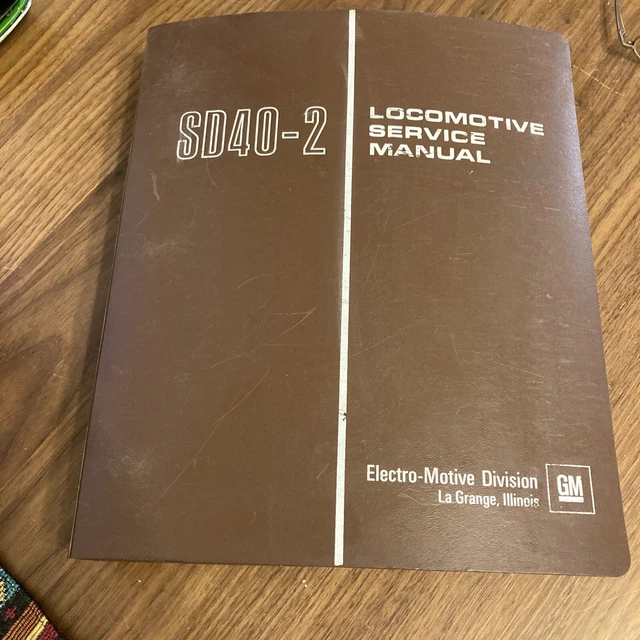 SD40-2
LOCOMOTIVE
SERVICE
MANUAL
Electro-Motive Division
La Grange, Illinois
GM